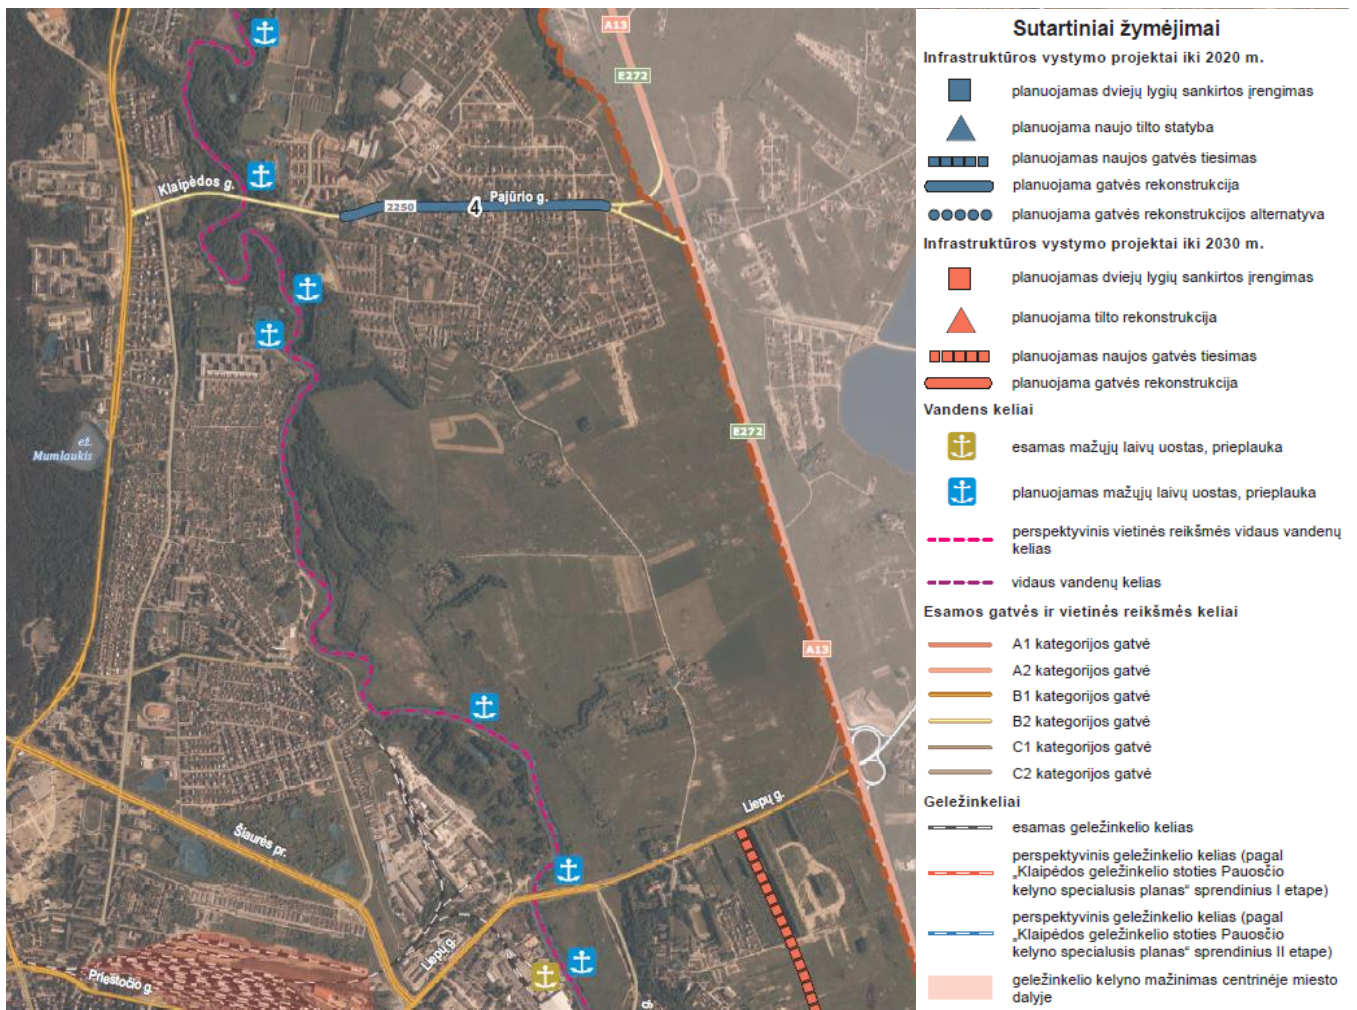 A13
E272
Klaipėdos g.
Pajūrio g.
2250
4
E272
ež.
Mumlaukis
A13
Liepų g.
Šiaurės pr.
Liepų g.
Priestočio g.
g.
Sutartiniai žymėjimai
Infrastruktūros vystymo projektai iki 2020 m.
planuojamas dviejų lygių sankirtos įrengimas
planuojama naujo tilto statyba
planuojamas naujos gatvės tiesimas
planuojama gatvės rekonstrukcija
planuojama gatvės rekonstrukcijos alternatyva
Infrastruktūros vystymo projektai iki 2030 m.
planuojamas dviejų lygių sankirtos įrengimas
planuojama tilto rekonstrukcija
planuojamas naujos gatvės tiesimas
planuojama gatvės rekonstrukcija
Vandens keliai
esamas mažųjų laivų uostas, prieplauka
planuojamas mažųjų laivų uostas, prieplauka
perspektyvinis vietinės reikšmės vidaus vandenų
kelias
vidaus vandenų kelias
Esamos gatvės ir vietinės reikšmės keliai
A1 kategorijos gatvė
A2 kategorijos gatvė
B1 kategorijos gatvė
B2 kategorijos gatvė
C1 kategorijos gatvė
C2 kategorijos gatvė
Geležinkeliai
esamas geležinkelio kelias
perspektyvinis geležinkelio kelias (pagal
„Klaipėdos geležinkelio stoties Pauosčio
kelyno specialusis planas“ sprendinius I etape)
perspektyvinis geležinkelio kelias (pagal
„Klaipėdos geležinkelio stoties Pauosčio
kelyno specialusis planas“ sprendinius II etape)
geležinkelio kelyno mažinimas centrinėje miesto
dalyje